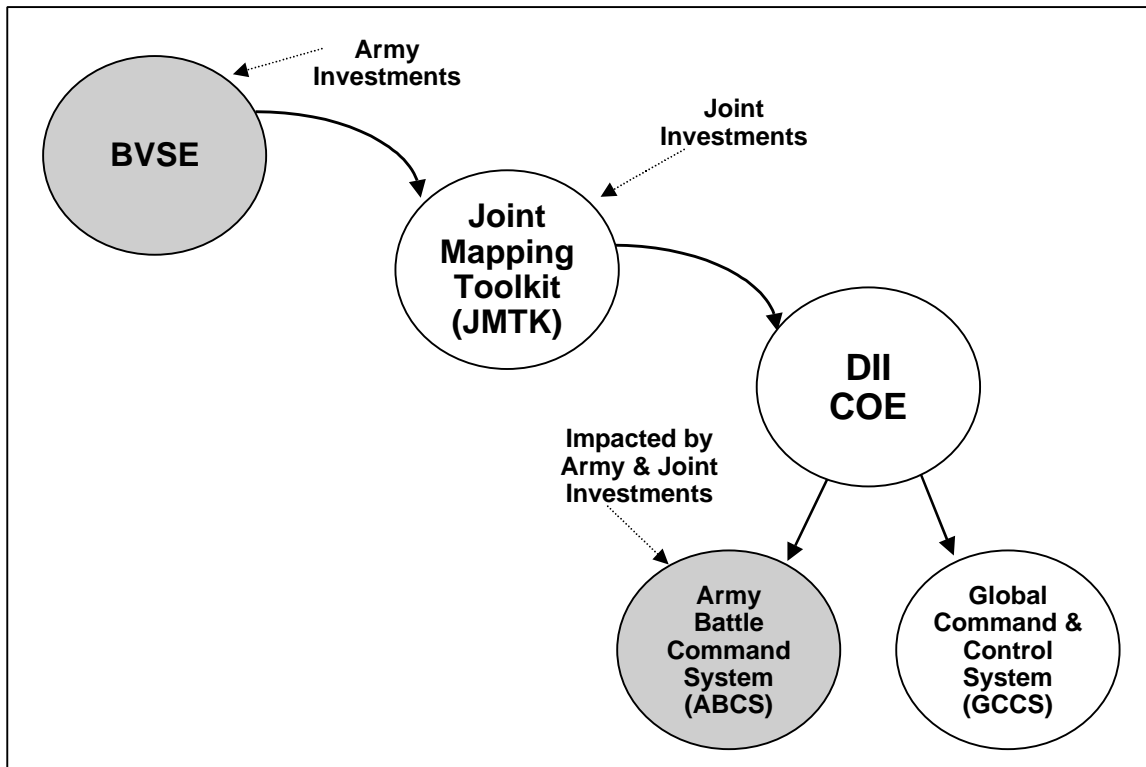 Army
Investments
BVSE
Joint
Investments
Joint
Mapping
Toolkit
(JMTK)
DII
COE
Impacted by
Army & Joint
Investments
Army
Battle
Command
System
(ABCS)
Global
Command &
Control
System
(GCCS)